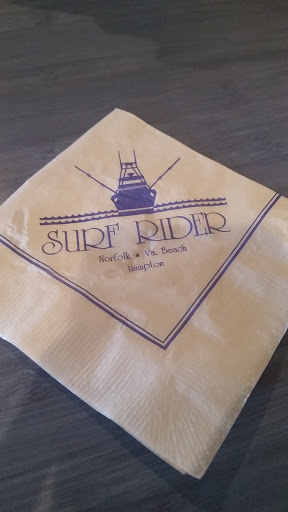 SURF RIDER
Norfolk • Va. Beach
Hampton